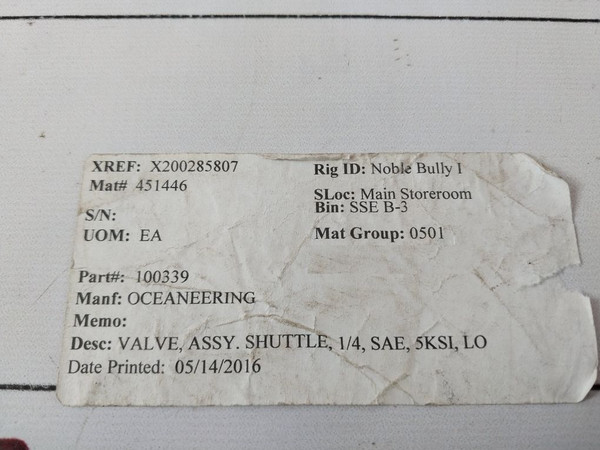 XREF: X200285807
Mat# 451446
Rig ID: Noble Bully I
SLoc: Main Storeroom
Bin: SSE B-3
S/N:
UOM: EA
Mat Group: 0501
Part#: 100339
Manf: OCEANEERING
Memo:
Desc: VALVE, ASSY. SHUTTLE, 1/4, SAE, 5KSI, LO
Date Printed: 05/14/2016